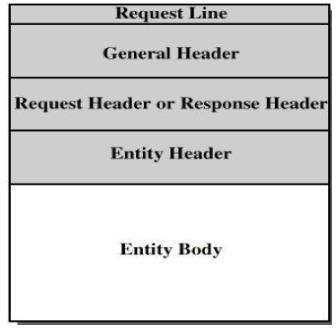 Request Line
General Header
Request Header or Response Header
Entity Header
Entity Body